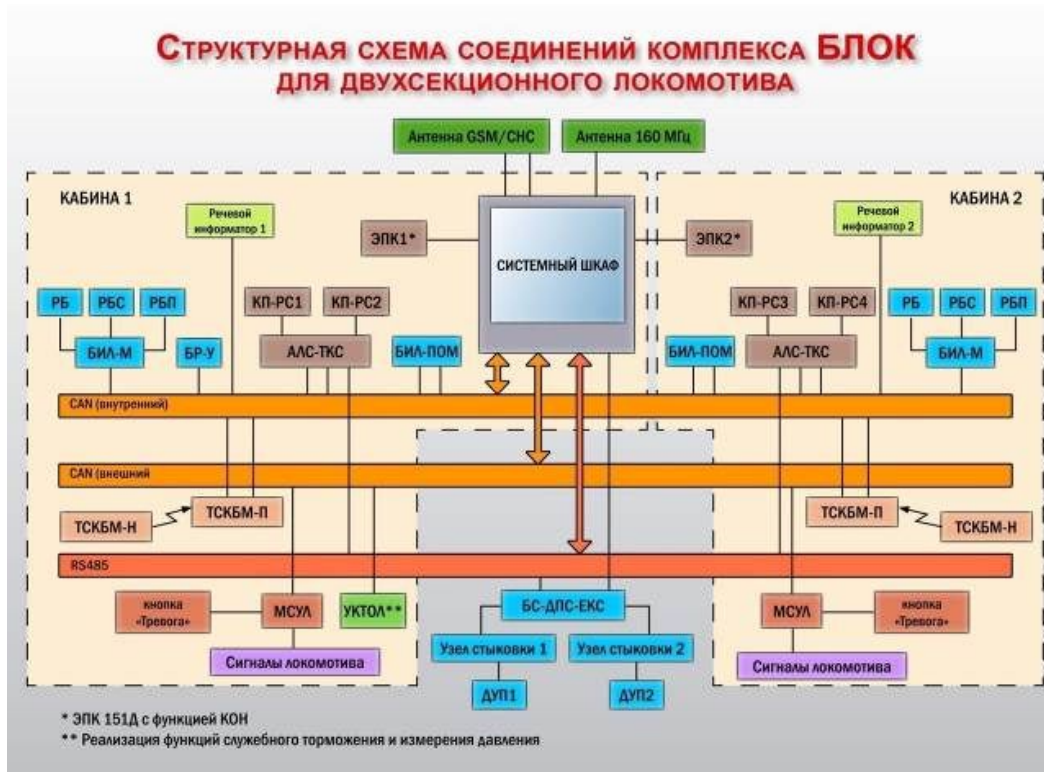 СТРУКТУРНАЯ СХЕМА СОЕДИНЕНИЙ КОМПЛЕКСА БЛОК
ДЛЯ ДВУХСЕКЦИОННОГО ЛОКОМОТИВА
Антенна GSM/СНС
Антенна 160 МГц
КАБИНА 1
КАБИНА 2
Речевой
информатор 1
Речевой
информатор 2
ЭПК1*
ЭПК2*
СИСТЕМНЫЙ ШКАФ
РБ
РБС
РБП
КП-РС1
КП-РС2
КП-РС3
КП-РС4
РБ
РБС
РБП
БИЛ-М
БР-У
АЛС-ТКС
БИЛ-ПОМ
БИЛ-ПОМ
АЛС-ТКС
БИЛ-М
CAN (внутренний)
CAN (внешний
ТСКБМ-Н
ТСКБМ-П
ТСКБМ-П
ТСКБМ-Н
RS485
кнопка
«Тревога»
МСУЛ
УКТОЛ**
БС-ДПС-ЕКС
МСУЛ
кнопка
«Тревога»
Сигналы локомотива
Узел стыковки 1
Узел стыковки 2
Сигналы локомотива
ДУП1
ДУП2
* ЭПК 151Д с функцией КОН
** Реализация функций служебного торможения и измерения давления